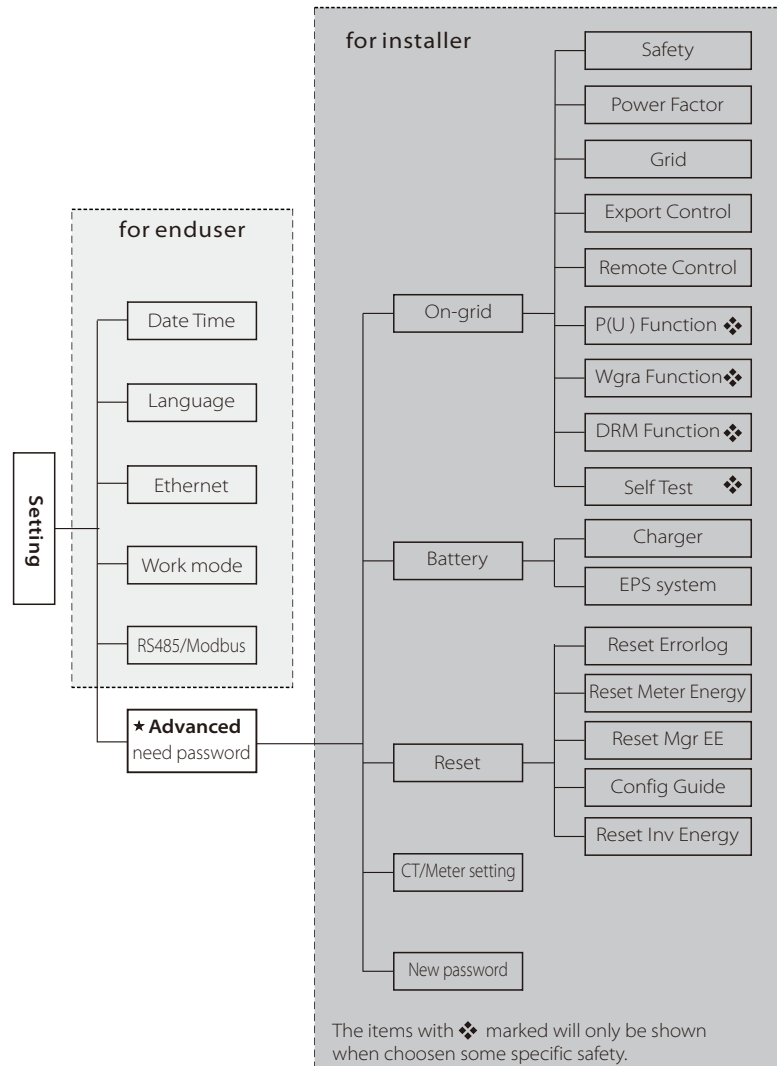 for installer
Safety
Power Factor
Grid
Export Control
Remote Control
P(U ) Function ❖
Wgra Function❖
DRM Function ❖
Self Test ❖
On-grid
Charger
EPS system
Battery
Reset Errorlog
Reset Meter Energy
Reset Mgr EE
Config Guide
Reset Inv Energy
Reset
CT/Meter setting
New password
The items with ❖ marked will only be shown
when choosen some specific safety.
for enduser
Date Time
Language
Ethernet
Work mode
RS485/Modbus
★Advanced
need password
Setting